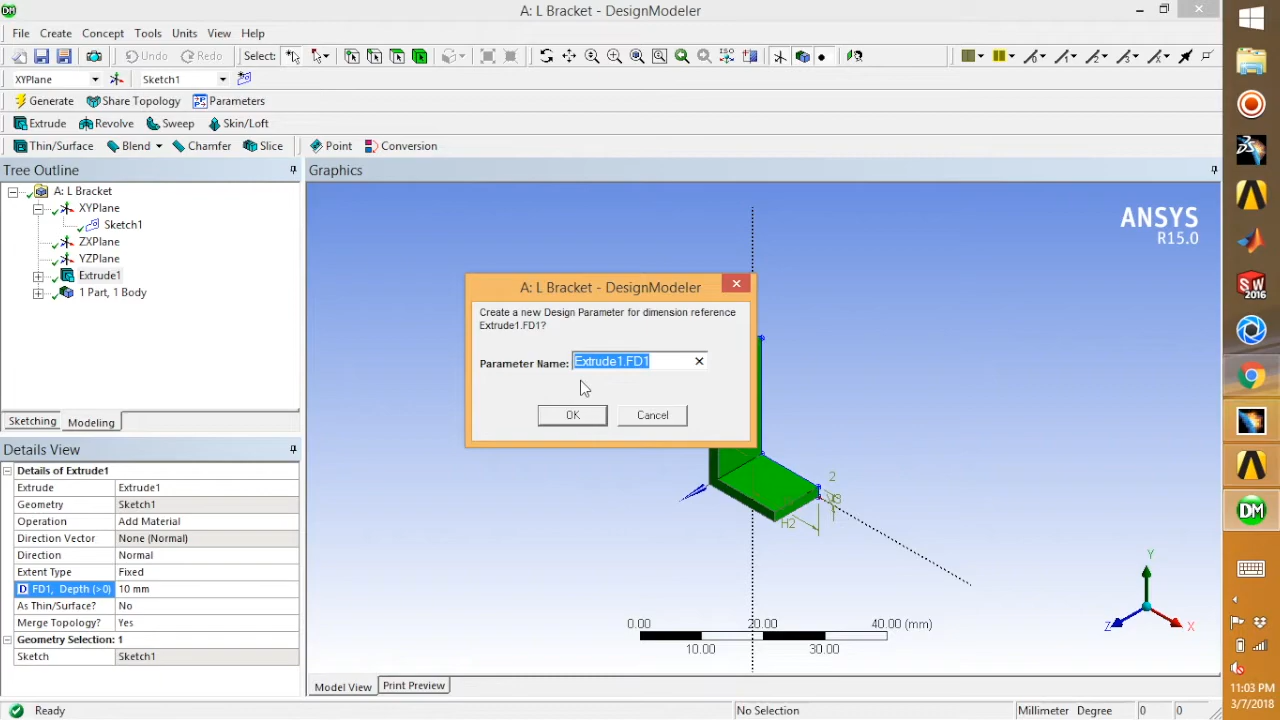 DM
A: L Bracket - DesignModeler
File Create Concept Tools Units View Help
Undo Redo Select:
XYPlane Sketch1
Generate Share Topology Parameters
Extrude Revolve Sweep Skin/Loft
Thin/Surface Blend Chamfer Slice Point Conversion
Tree Outline
A: L Bracket
XYPlane
Sketch1
ZXPlane
YZPlane
Extrude1
1 Part, 1 Body
Sketching Modeling
Details View
Details of Extrude1
Extrude Extrude1
Geometry Sketch1
Operation Add Material
Direction Vector None (Normal)
Direction Normal
Extent Type Fixed
D FD1, Depth (>0) 10 mm
As Thin/Surface? No
Merge Topology? Yes
Geometry Selection: 1
Sketch Sketch1
Graphics
ANSYS
R15.0
A: L Bracket - DesignModeler
Create a new Design Parameter for dimension reference
Extrude1.FD1?
Parameter Name: Extrude1.FD1
OK Cancel
2
H2
0.00 20.00 40.00 (mm)
10.00 30.00
Y
Z
X
Model View Print Preview
Ready No Selection Millimeter Degree 0 0
SW
2016
DM
11:03 PM
3/7/2018